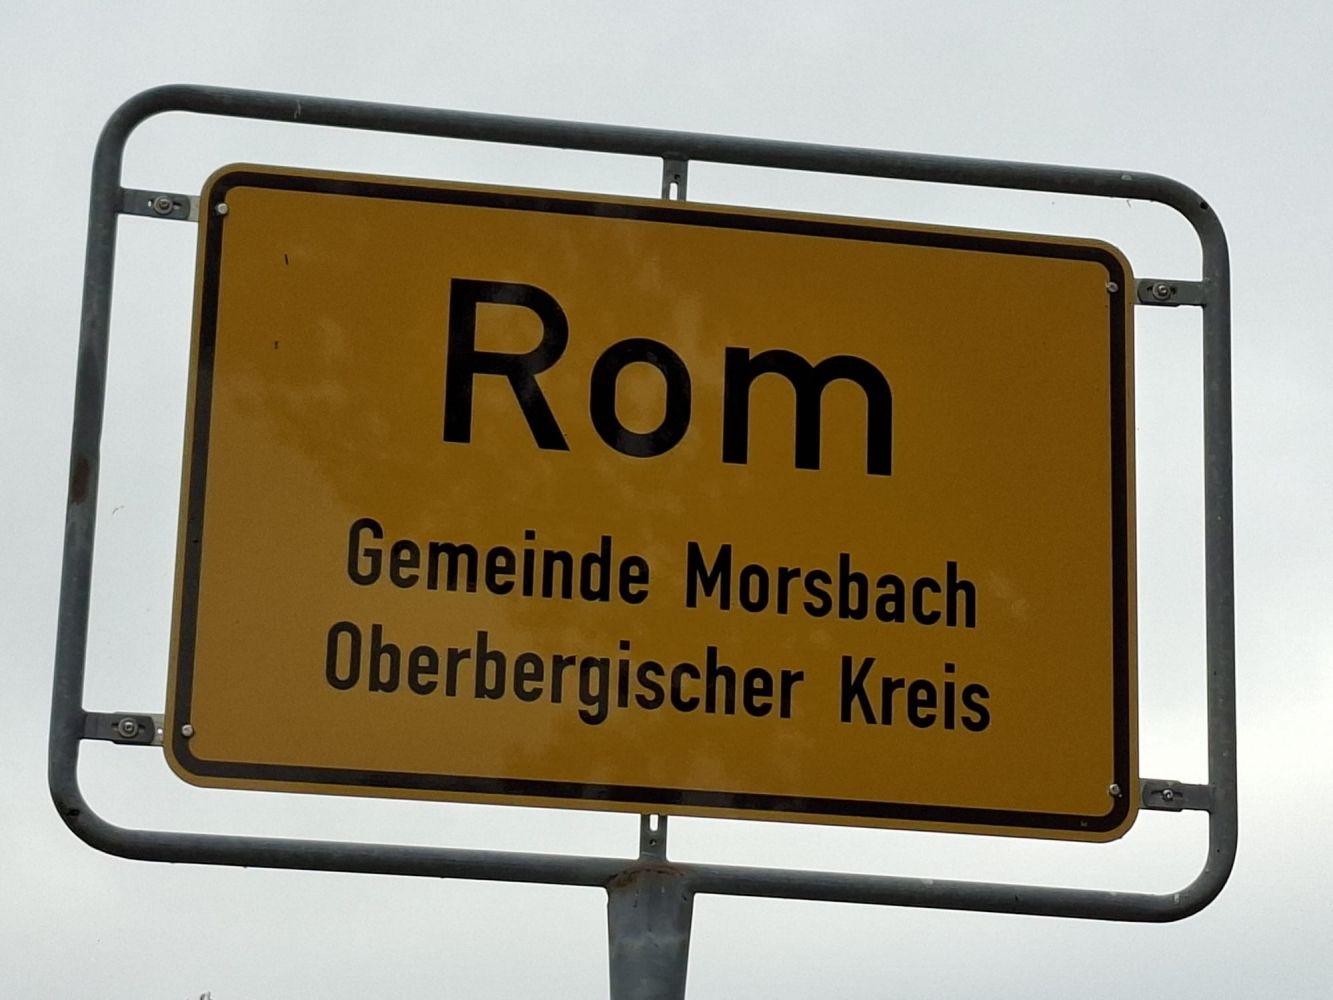 Rom
Gemeinde Morsbach
Oberbergischer Kreis